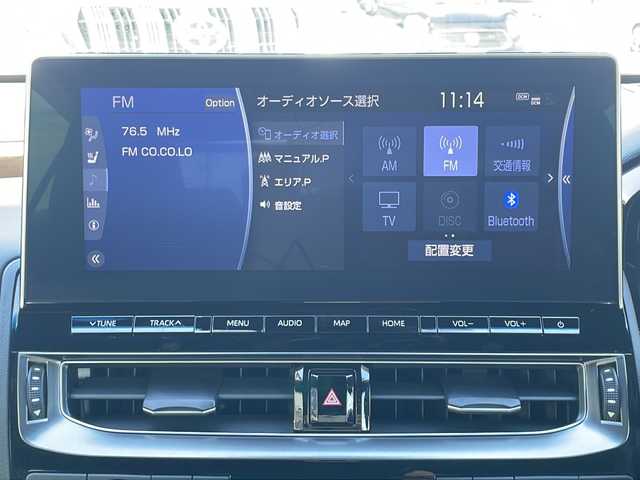 FM
Option
オーディオソース選択
11:14
DCM
DCM
76.5 MHz
FM CO.CO.LO
オーディオ選択
マニュアル.P
エリア.P
音設定
AM
FM
交通情報
TV
DISC
Bluetooth
配置変更
TUNE
TRACK
MENU
AUDIO
MAP
HOME
VOL-
VOL+